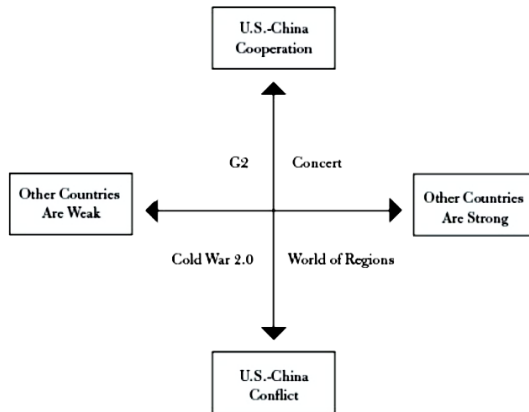 U.S.-China
Cooperation
G2
Concert
Other Countries
Are Weak
Other Countries
Are Strong
Cold War 2.0
World of Regions
U.S.-China
Conflict